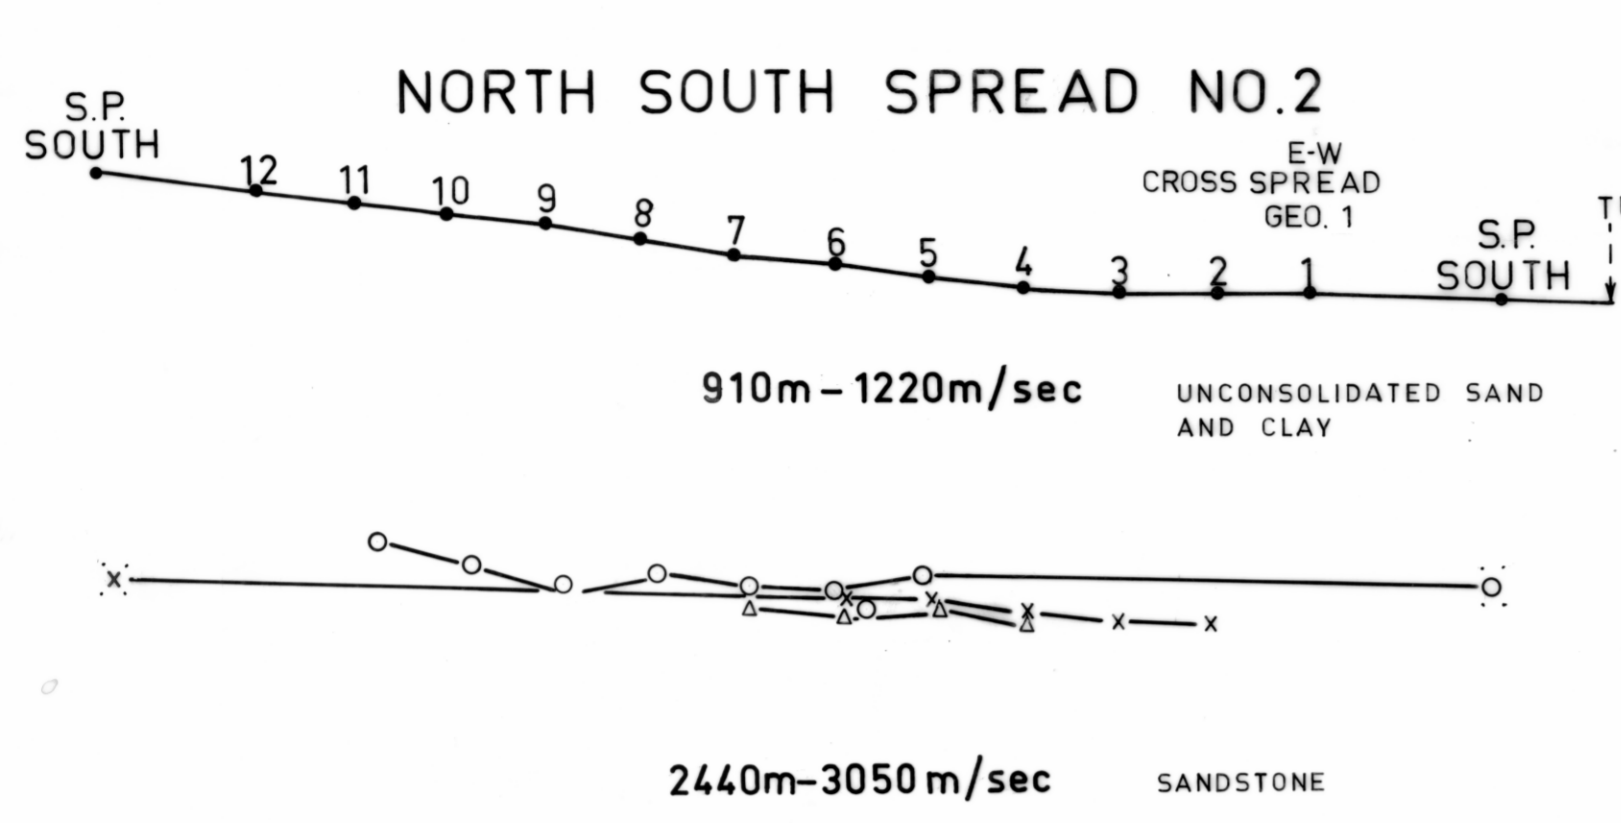 NORTH SOUTH SPREAD NO.2
S.P.
SOUTH
12 11 10 9 8 7 6 5 4 3 2 1
E-W
CROSS SPREAD
GEO. 1
S.P.
SOUTH
910m – 1220m/sec
UNCONSOLIDATED SAND
AND CLAY
2440m–3050m/sec
SANDSTONE